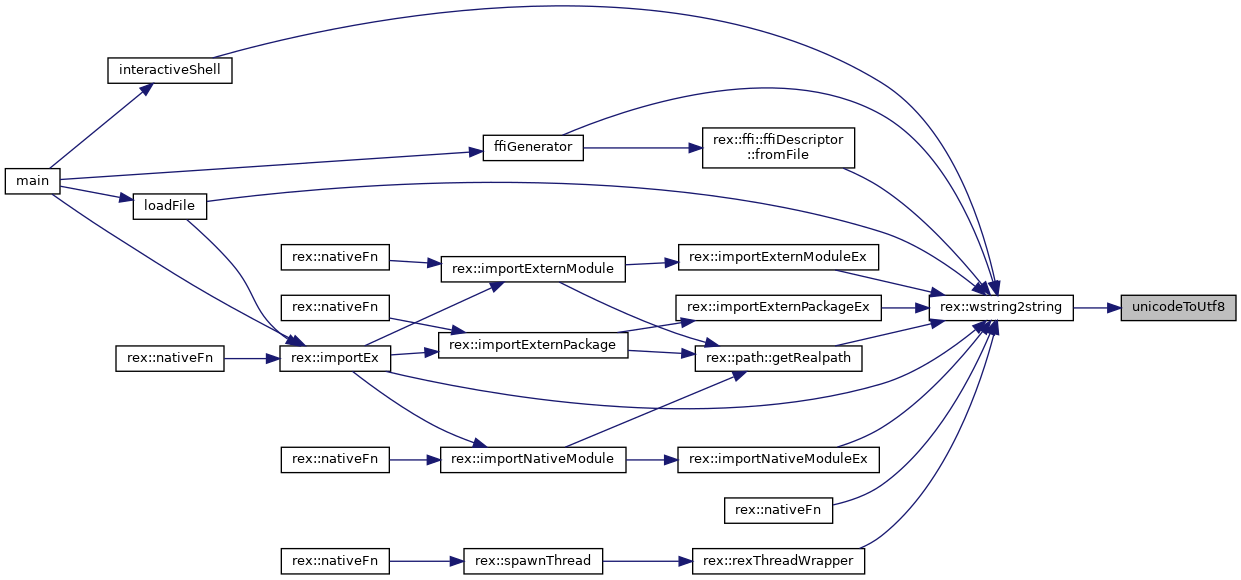 interactiveShell
ffiGenerator
rex::ffi::ffiDescriptor
::fromFile
main
loadFile
rex::nativeFn
rex::importExternModule
rex::importExternModuleEx
rex::nativeFn
rex::importExternPackageEx
rex::wstring2string
unicodeToUtf8
rex::nativeFn
rex::importEx
rex::importExternPackage
rex::path::getRealpath
rex::nativeFn
rex::importNativeModule
rex::importNativeModuleEx
rex::nativeFn
rex::nativeFn
rex::spawnThread
rex::rexThreadWrapper